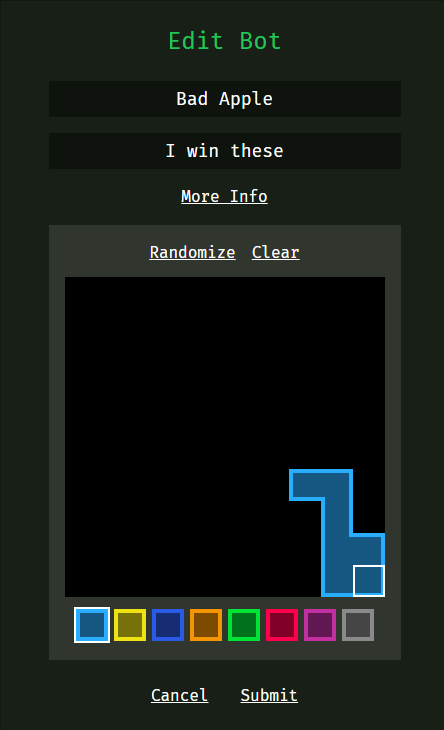 Edit Bot
Bad Apple
I win these
More Info
Randomize Clear
Cancel Submit